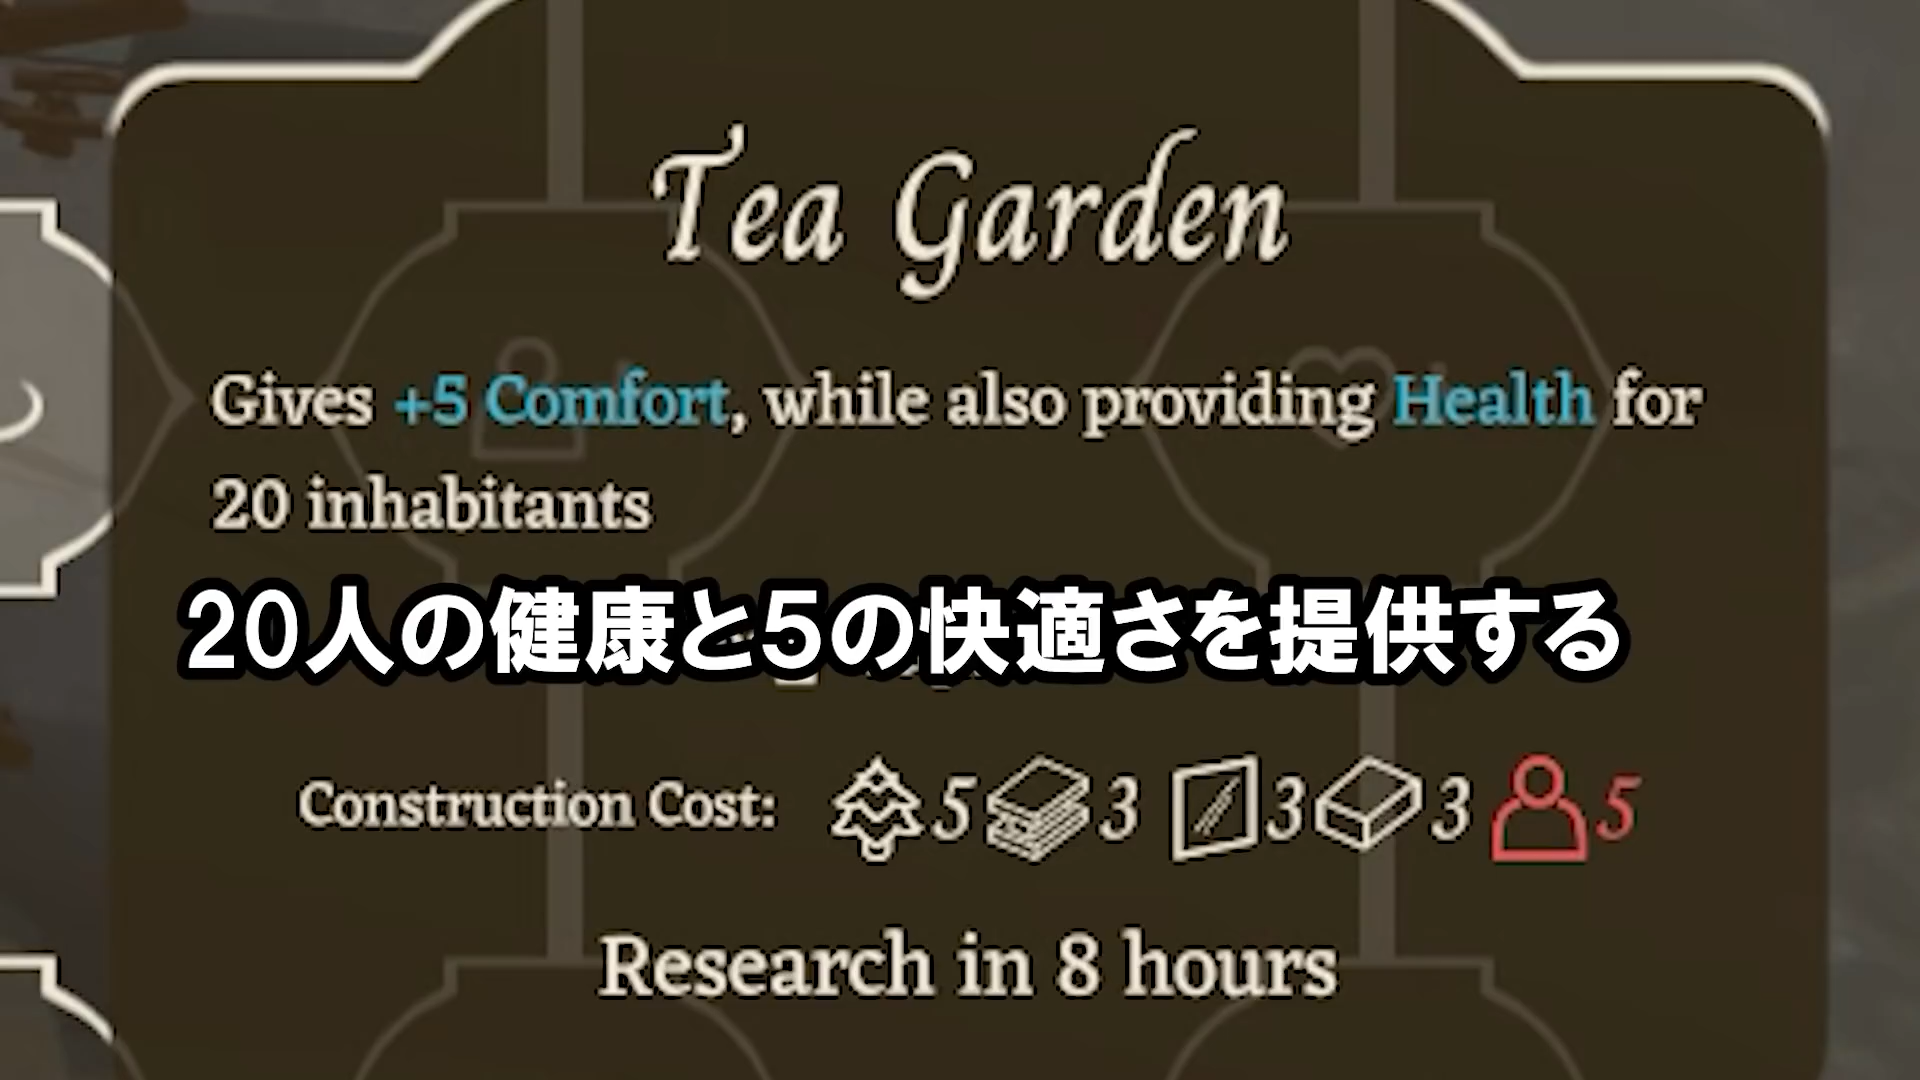 Tea Garden
Gives +5 Comfort, while also providing Health for
20 inhabitants
20人の健康と5の快適さを提供する
Construction Cost: 5 3 3 3 5
Research in 8 hours